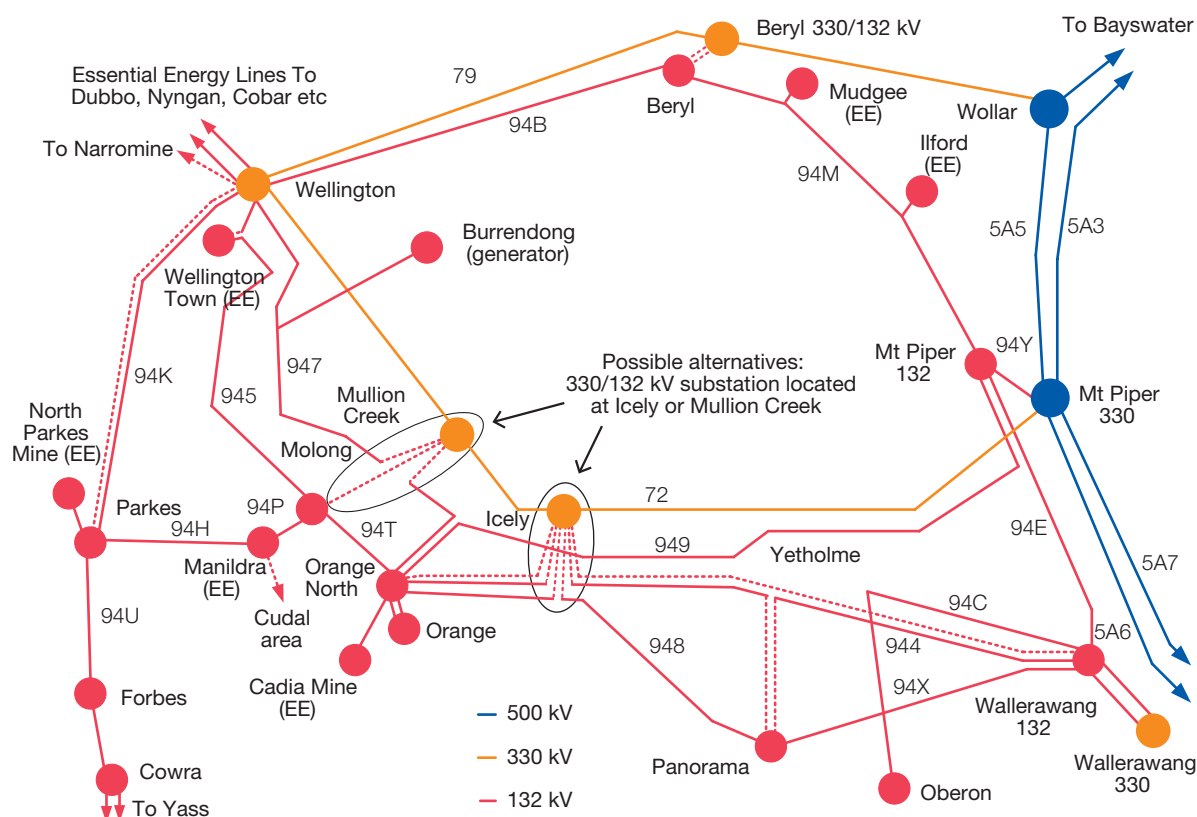 Beryl 330/132 kV
To Bayswater
Essential Energy Lines To
Dubbo, Nyngan, Cobar etc
79
Beryl
Mudgee
(EE)
Wollar
94B
To Narromine
Ilford
(EE)
Wellington
94M
5A5
5A3
Burrendong
(generator)
Wellington
Town (EE)
94K
945
947
Possible alternatives:
330/132 kV substation located
at Icely or Mullion Creek
Mt Piper
132
94Y
Mt Piper
330
Mullion
Creek
North
Parkes
Mine (EE)
Molong
Parkes
94P
94H
94T
Icely
72
94E
Manildra
(EE)
Orange
North
949
Yetholme
5A7
Cudal
area
94U
Orange
94C
5A6
948
944
Cadia Mine
(EE)
94X
Forbes
Wallerawang
132
500 kV
330 kV
132 kV
Panorama
Cowra
Oberon
Wallerawang
330
To Yass